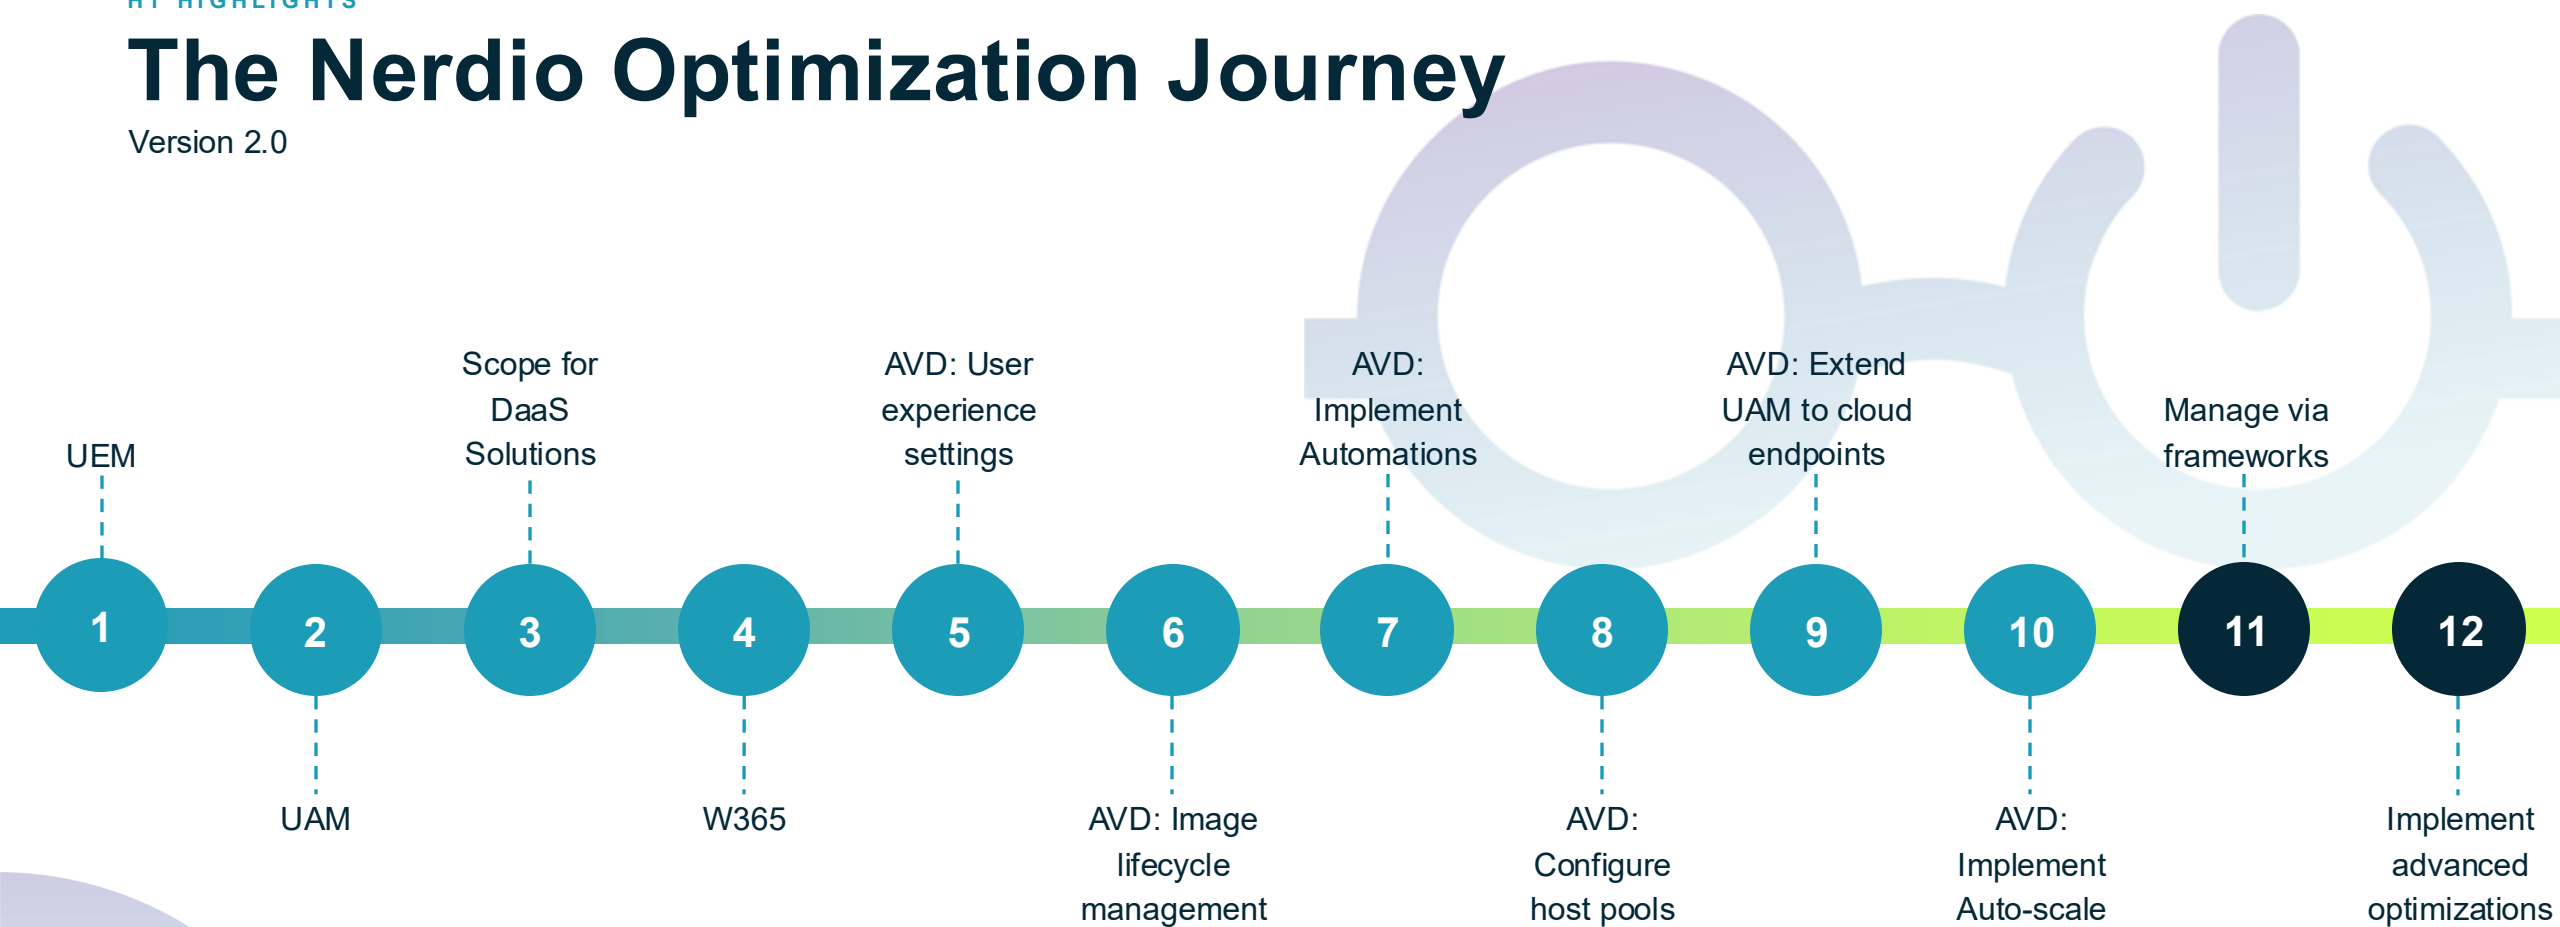 H1 HIGHLIGHTS
The Nerdio Optimization Journey
Version 2.0
UEM
Scope for
DaaS
Solutions
AVD: User
experience
settings
AVD:
Implement
Automations
AVD: Extend
UAM to cloud
endpoints
Manage via
frameworks
1
2
3
4
5
6
7
8
9
10
11
12
UAM
W365
AVD: Image
lifecycle
management
AVD:
Configure
host pools
AVD:
Implement
Auto-scale
Implement
advanced
optimizations